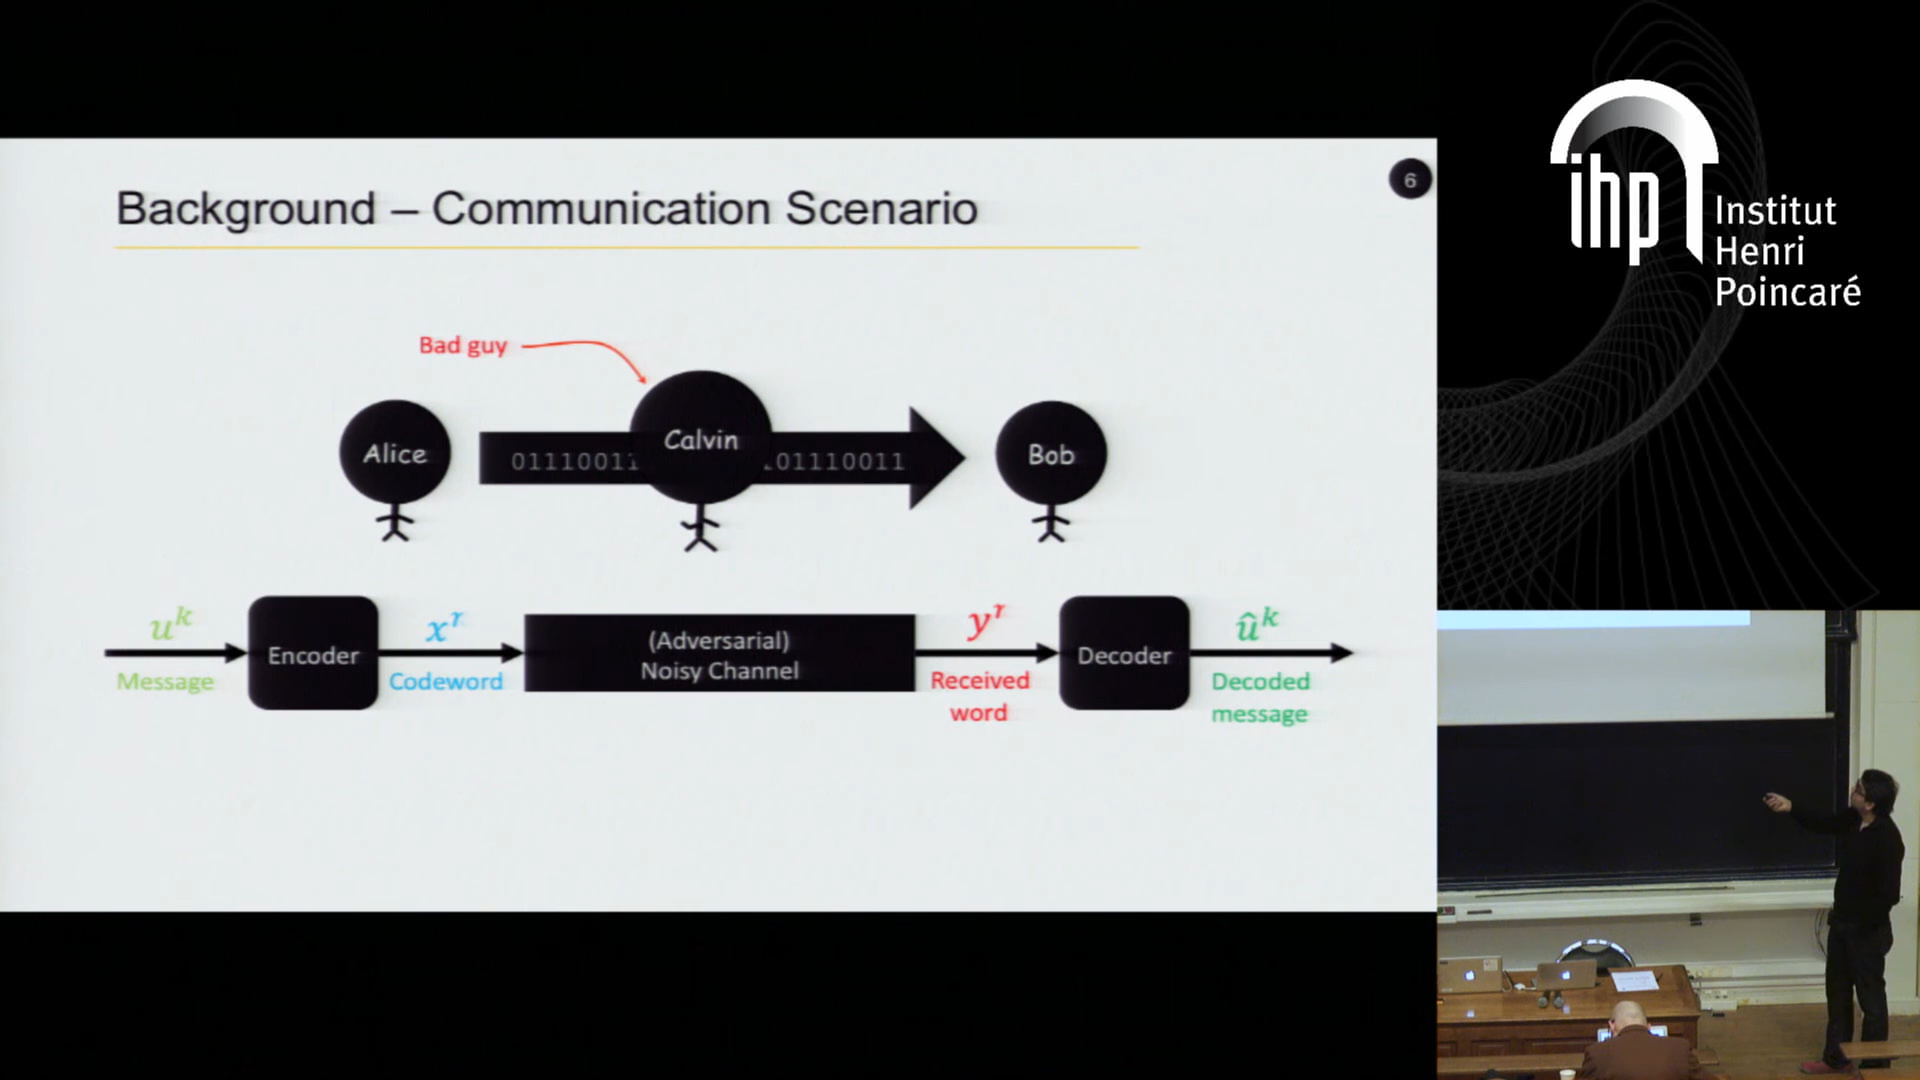 Background – Communication Scenario
6
Bad guy
Alice
01110011
Calvin
101110011
Bob
u^k
Encoder
x^r
(Adversarial)
Noisy Channel
y^r
Decoder
û^k
Message
Codeword
Received
word
Decoded
message
ihp
Institut
Henri
Poincaré